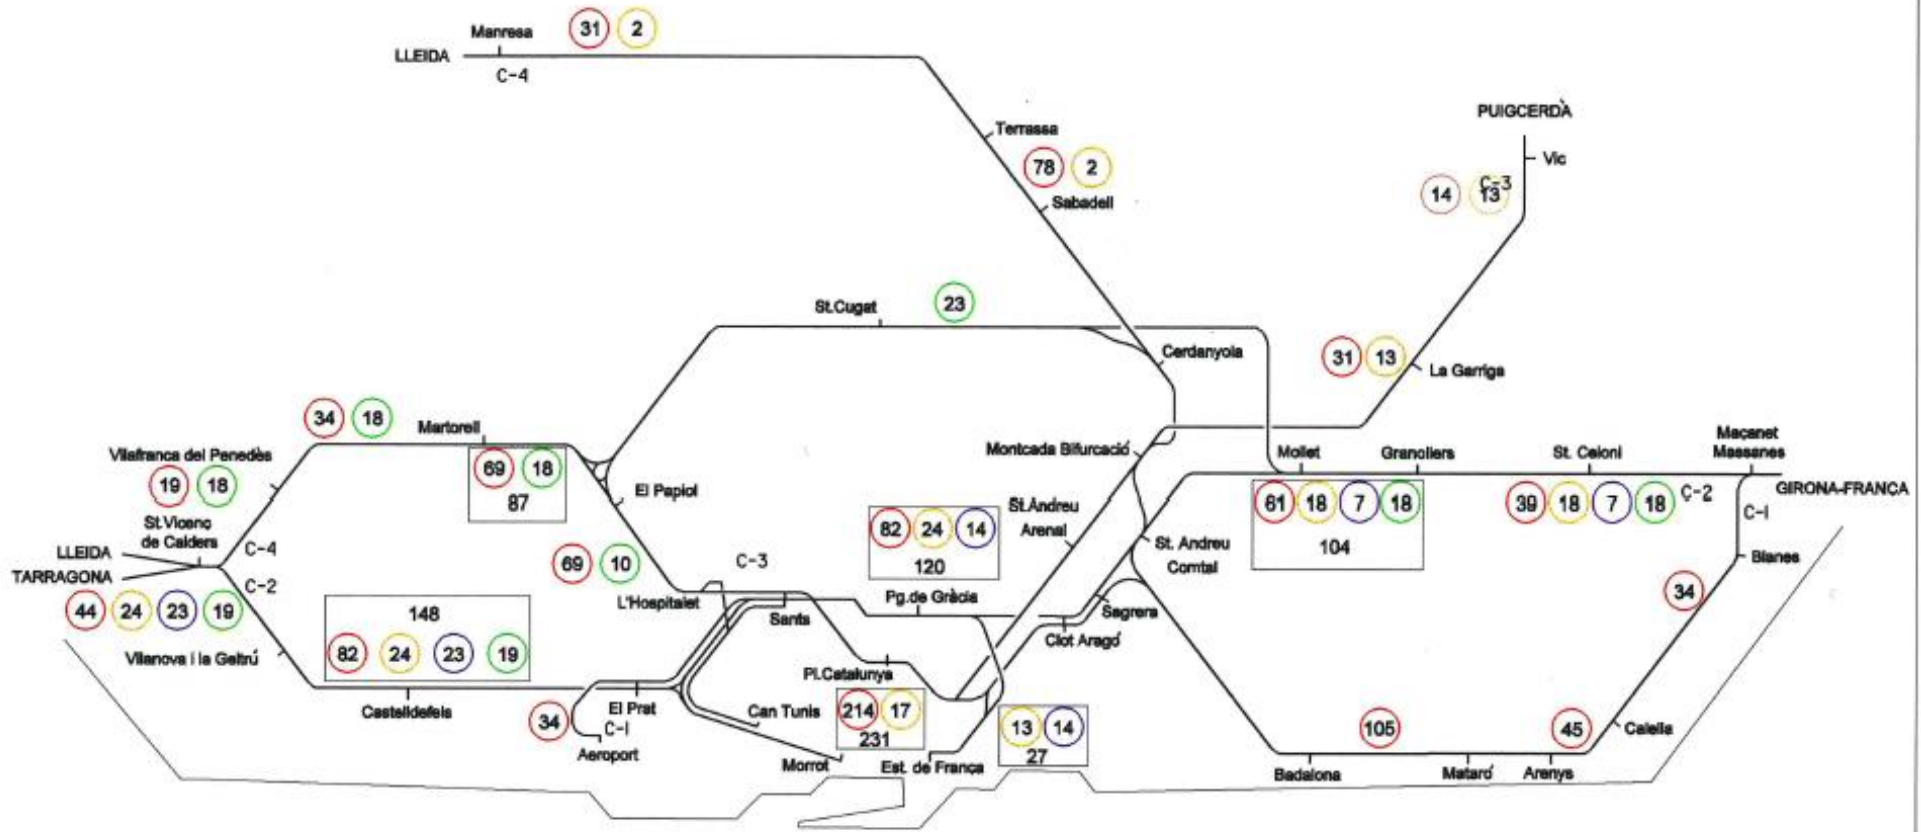 Manresa
31 2
LLEIDA
C-4
Terrassa
78 2
Sabadell
PUIGCERDÀ
Vic
C-3
14 13
St.Cugat
23
Cerdanyola
31 13
La Garriga
34 18
Martorell
69 18
87
Vilafranca del Penedès
19 18
El Papiol
St.Vicenç
de Calders
LLEIDA
TARRAGONA
C-4
C-2
44 24 23 19
Vilanova i la Geltrú
148
82 24 23 19
Castelldefels
69 10
C-3
L'Hospitalet
Sants
82 24 14
120
Pg.de Gràcia
Montcada Bifurcació
St.Andreu
Arenal
St. Andreu
Comtal
Sagrera
Clot Aragó
Mollet
Granollers
St. Celoni
Maçanet
Massanes
61 18 7 18
104
39 18 7 18
C-2
GIRONA-FRANÇA
C-1
Blanes
34
El Prat
34
C-1
Aeroport
Can Tunis
Morrot
Pl.Catalunya
214 17
231
Est. de França
13 14
27
105
45
Calella
Badalona
Mataró
Arenys